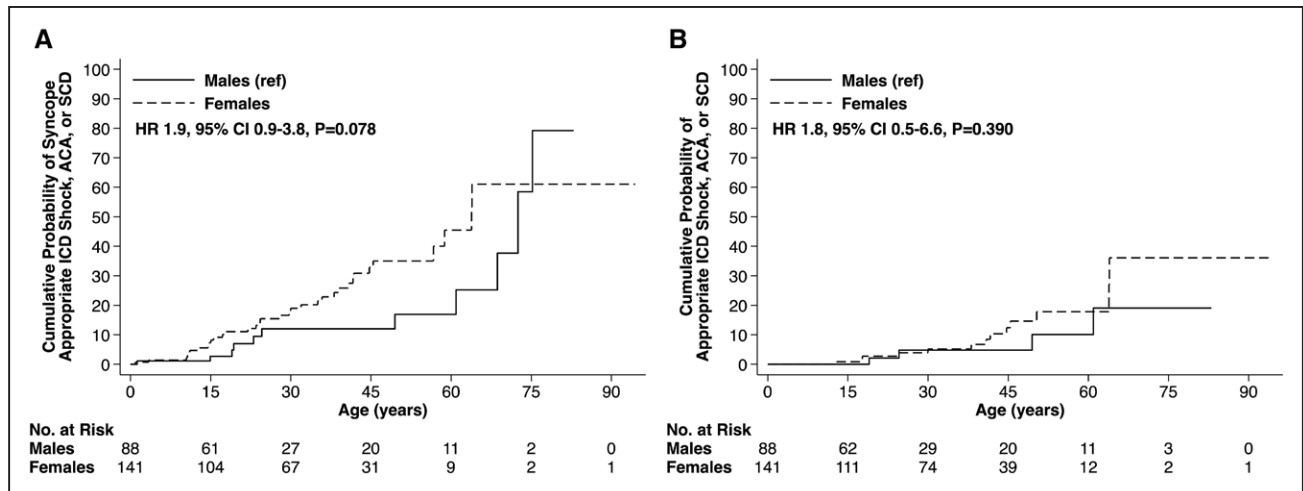 A
Cumulative Probability of Syncope
Appropriate ICD Shock, ACA, or SCD
100
90
80
70
60
50
40
30
20
10
0
Males (ref)
Females
HR 1.9, 95% CI 0.9-3.8, P=0.078
0 15 30 45 60 75 90
Age (years)
No. at Risk
Males 88 61 27 20 11 2 0
Females 141 104 67 31 9 2 1
B
Cumulative Probability of
Appropriate ICD Shock, ACA, or SCD
100
90
80
70
60
50
40
30
20
10
0
Males (ref)
Females
HR 1.8, 95% CI 0.5-6.6, P=0.390
0 15 30 45 60 75 90
Age (years)
No. at Risk
Males 88 62 29 20 11 3 0
Females 141 111 74 39 12 2 1